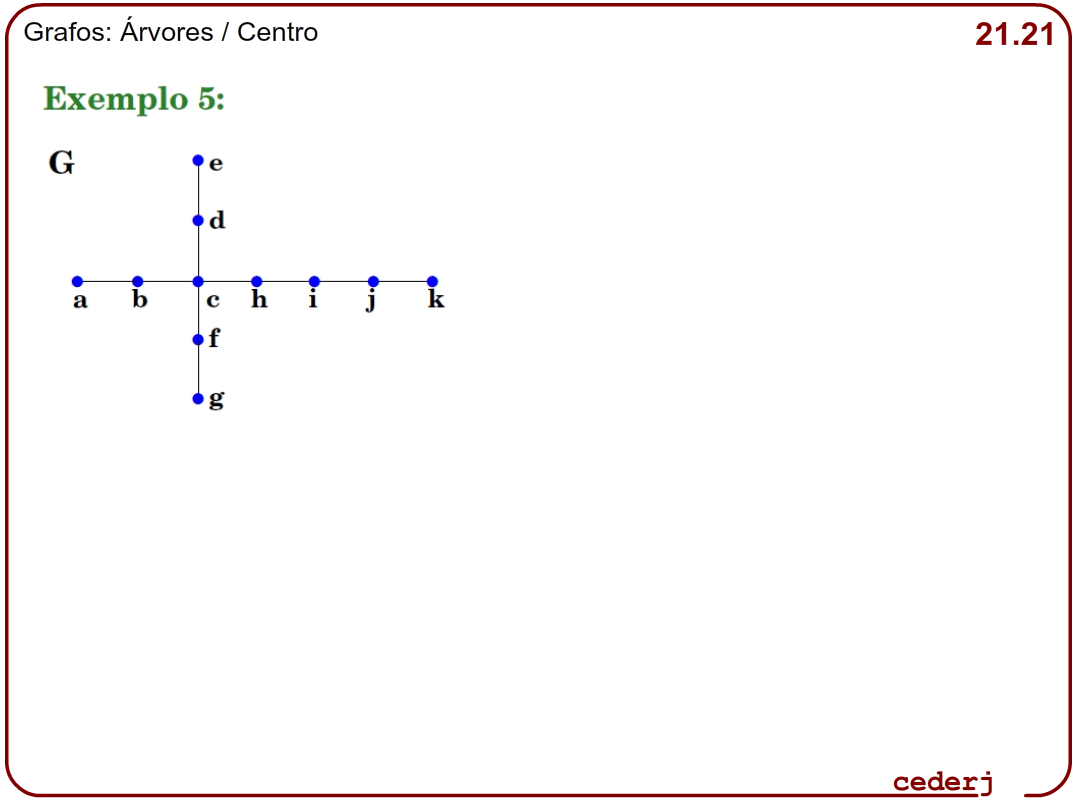 Grafos: Árvores / Centro
21.21
Exemplo 5:
G
e
d
a b c h i j k
f
g
cederj